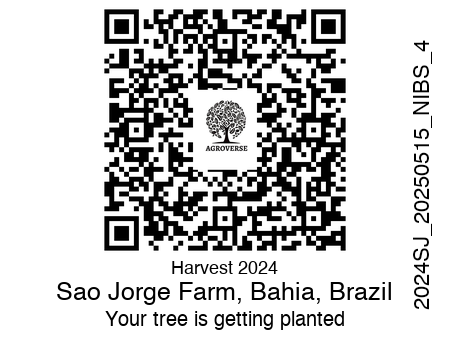 AGROVERSE
Harvest 2024
Sao Jorge Farm, Bahia, Brazil
Your tree is getting planted
2024SJ_20250515_NIBS_4